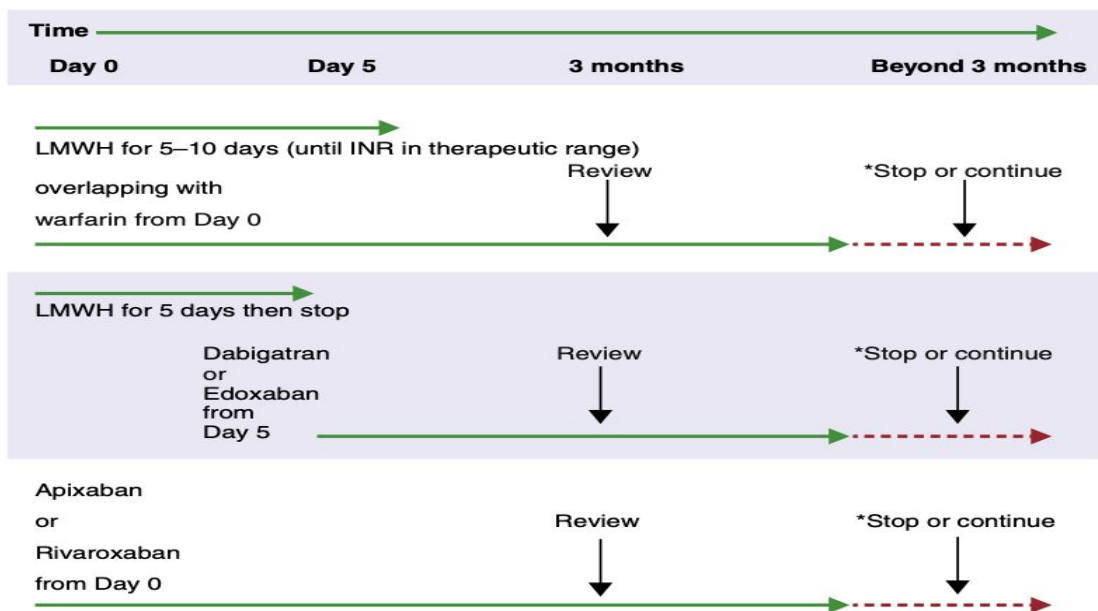 Time
Day 0 Day 5 3 months Beyond 3 months
LMWH for 5–10 days (until INR in therapeutic range)
Review *Stop or continue
overlapping with
warfarin from Day 0
LMWH for 5 days then stop
Dabigatran Review *Stop or continue
or
Edoxaban
from
Day 5
Apixaban
or Review *Stop or continue
Rivaroxaban
from Day 0